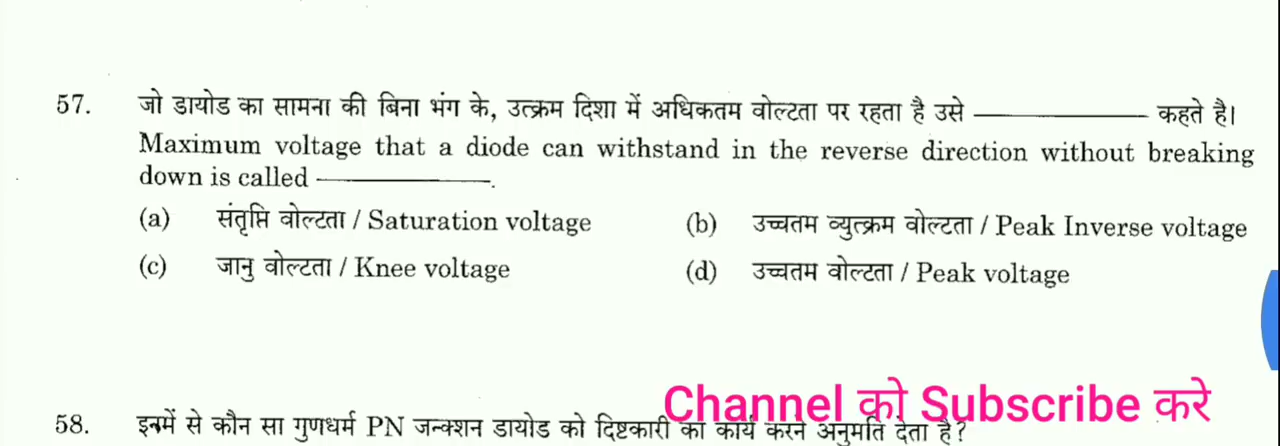 57. जो डायोड का सामना की बिना भंग के, उत्क्रम दिशा में अधिकतम वोल्टता पर रहता है उसे ____________ कहते है।
Maximum voltage that a diode can withstand in the reverse direction without breaking
down is called ____________.
(a) संतृप्ति वोल्टता / Saturation voltage (b) उच्चतम व्युत्क्रम वोल्टता / Peak Inverse voltage
(c) जानु वोल्टता / Knee voltage (d) उच्चतम वोल्टता / Peak voltage
Channel को Subscribe करे
58. इनमें से कौन सा गुणधर्म PN जन्क्शन डायोड को दिष्टकारी का कार्य करने अनुमति देता है?